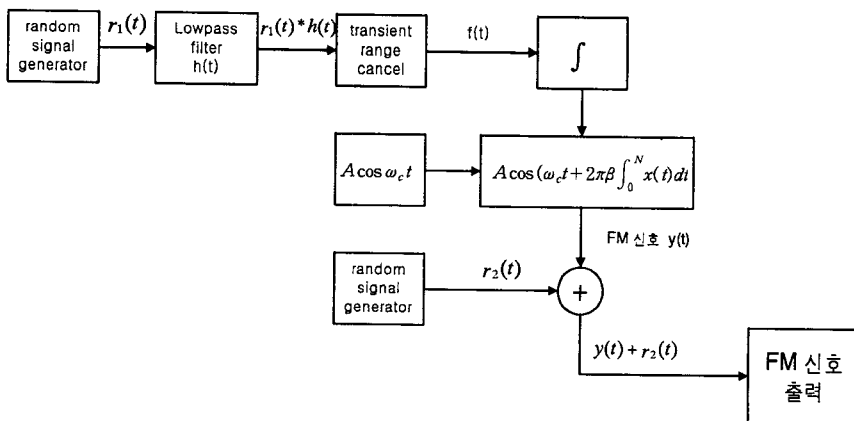 random
signal
generator
r₁(t)
Lowpass
filter
h(t)
r₁(t)*h(t)
transient
range
cancel
f(t)
∫
A cos ω_c t
A cos(ω_c t + 2πβ ∫₀ᴺ x(t)dt
FM 신호 y(t)
random
signal
generator
r₂(t)
+
y(t) + r₂(t)
FM 신호
출력